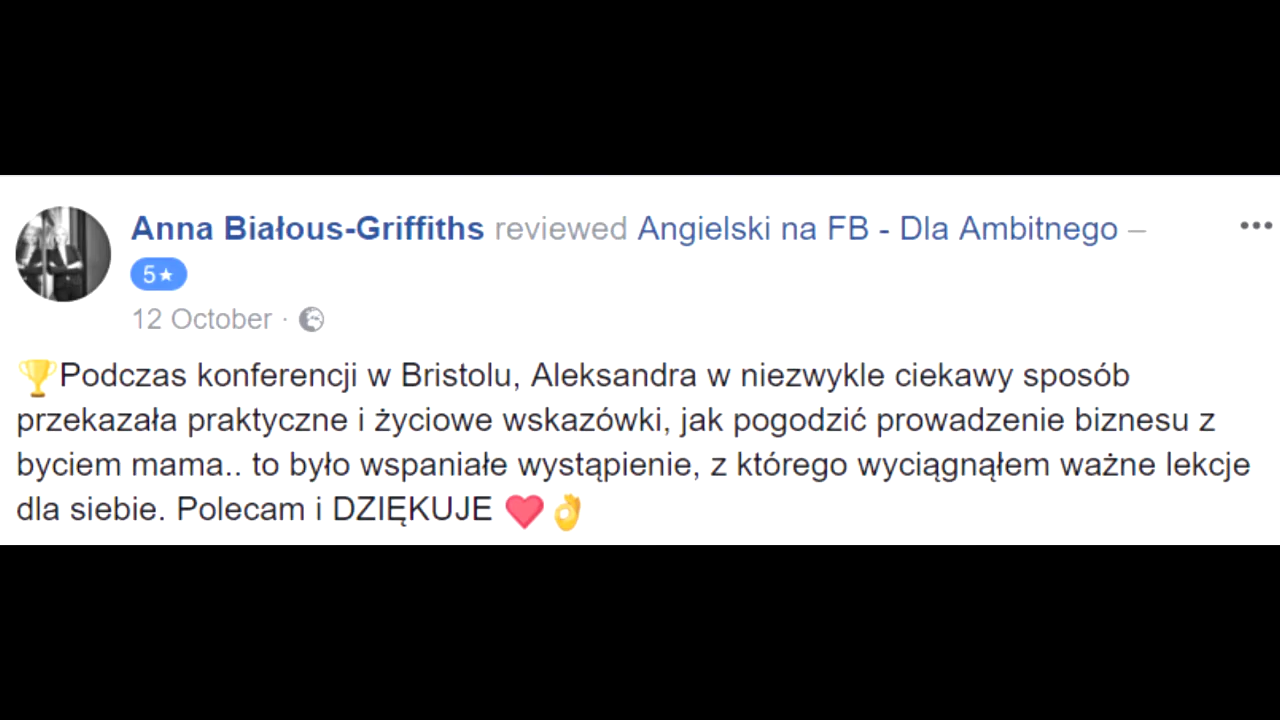 Anna Białous-Griffiths reviewed Angielski na FB - Dla Ambitnego –
5★
12 October ·
🏆Podczas konferencji w Bristolu, Aleksandra w niezwykle ciekawy sposób
przekazała praktyczne i życiowe wskazówki, jak pogodzić prowadzenie biznesu z
byciem mama.. to było wspaniałe wystąpienie, z którego wyciągnąłem ważne lekcje
dla siebie. Polecam i DZIĘKUJE ❤️👌